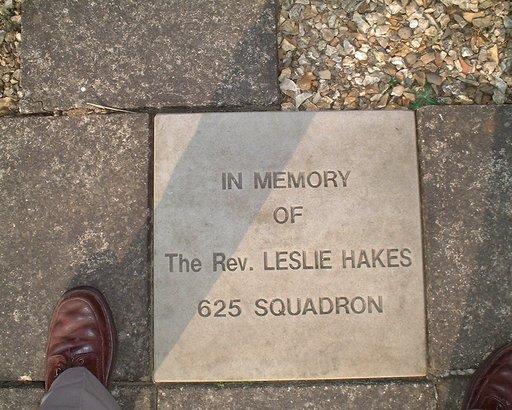 IN MEMORY
OF
The Rev. LESLIE HAKES
625 SQUADRON